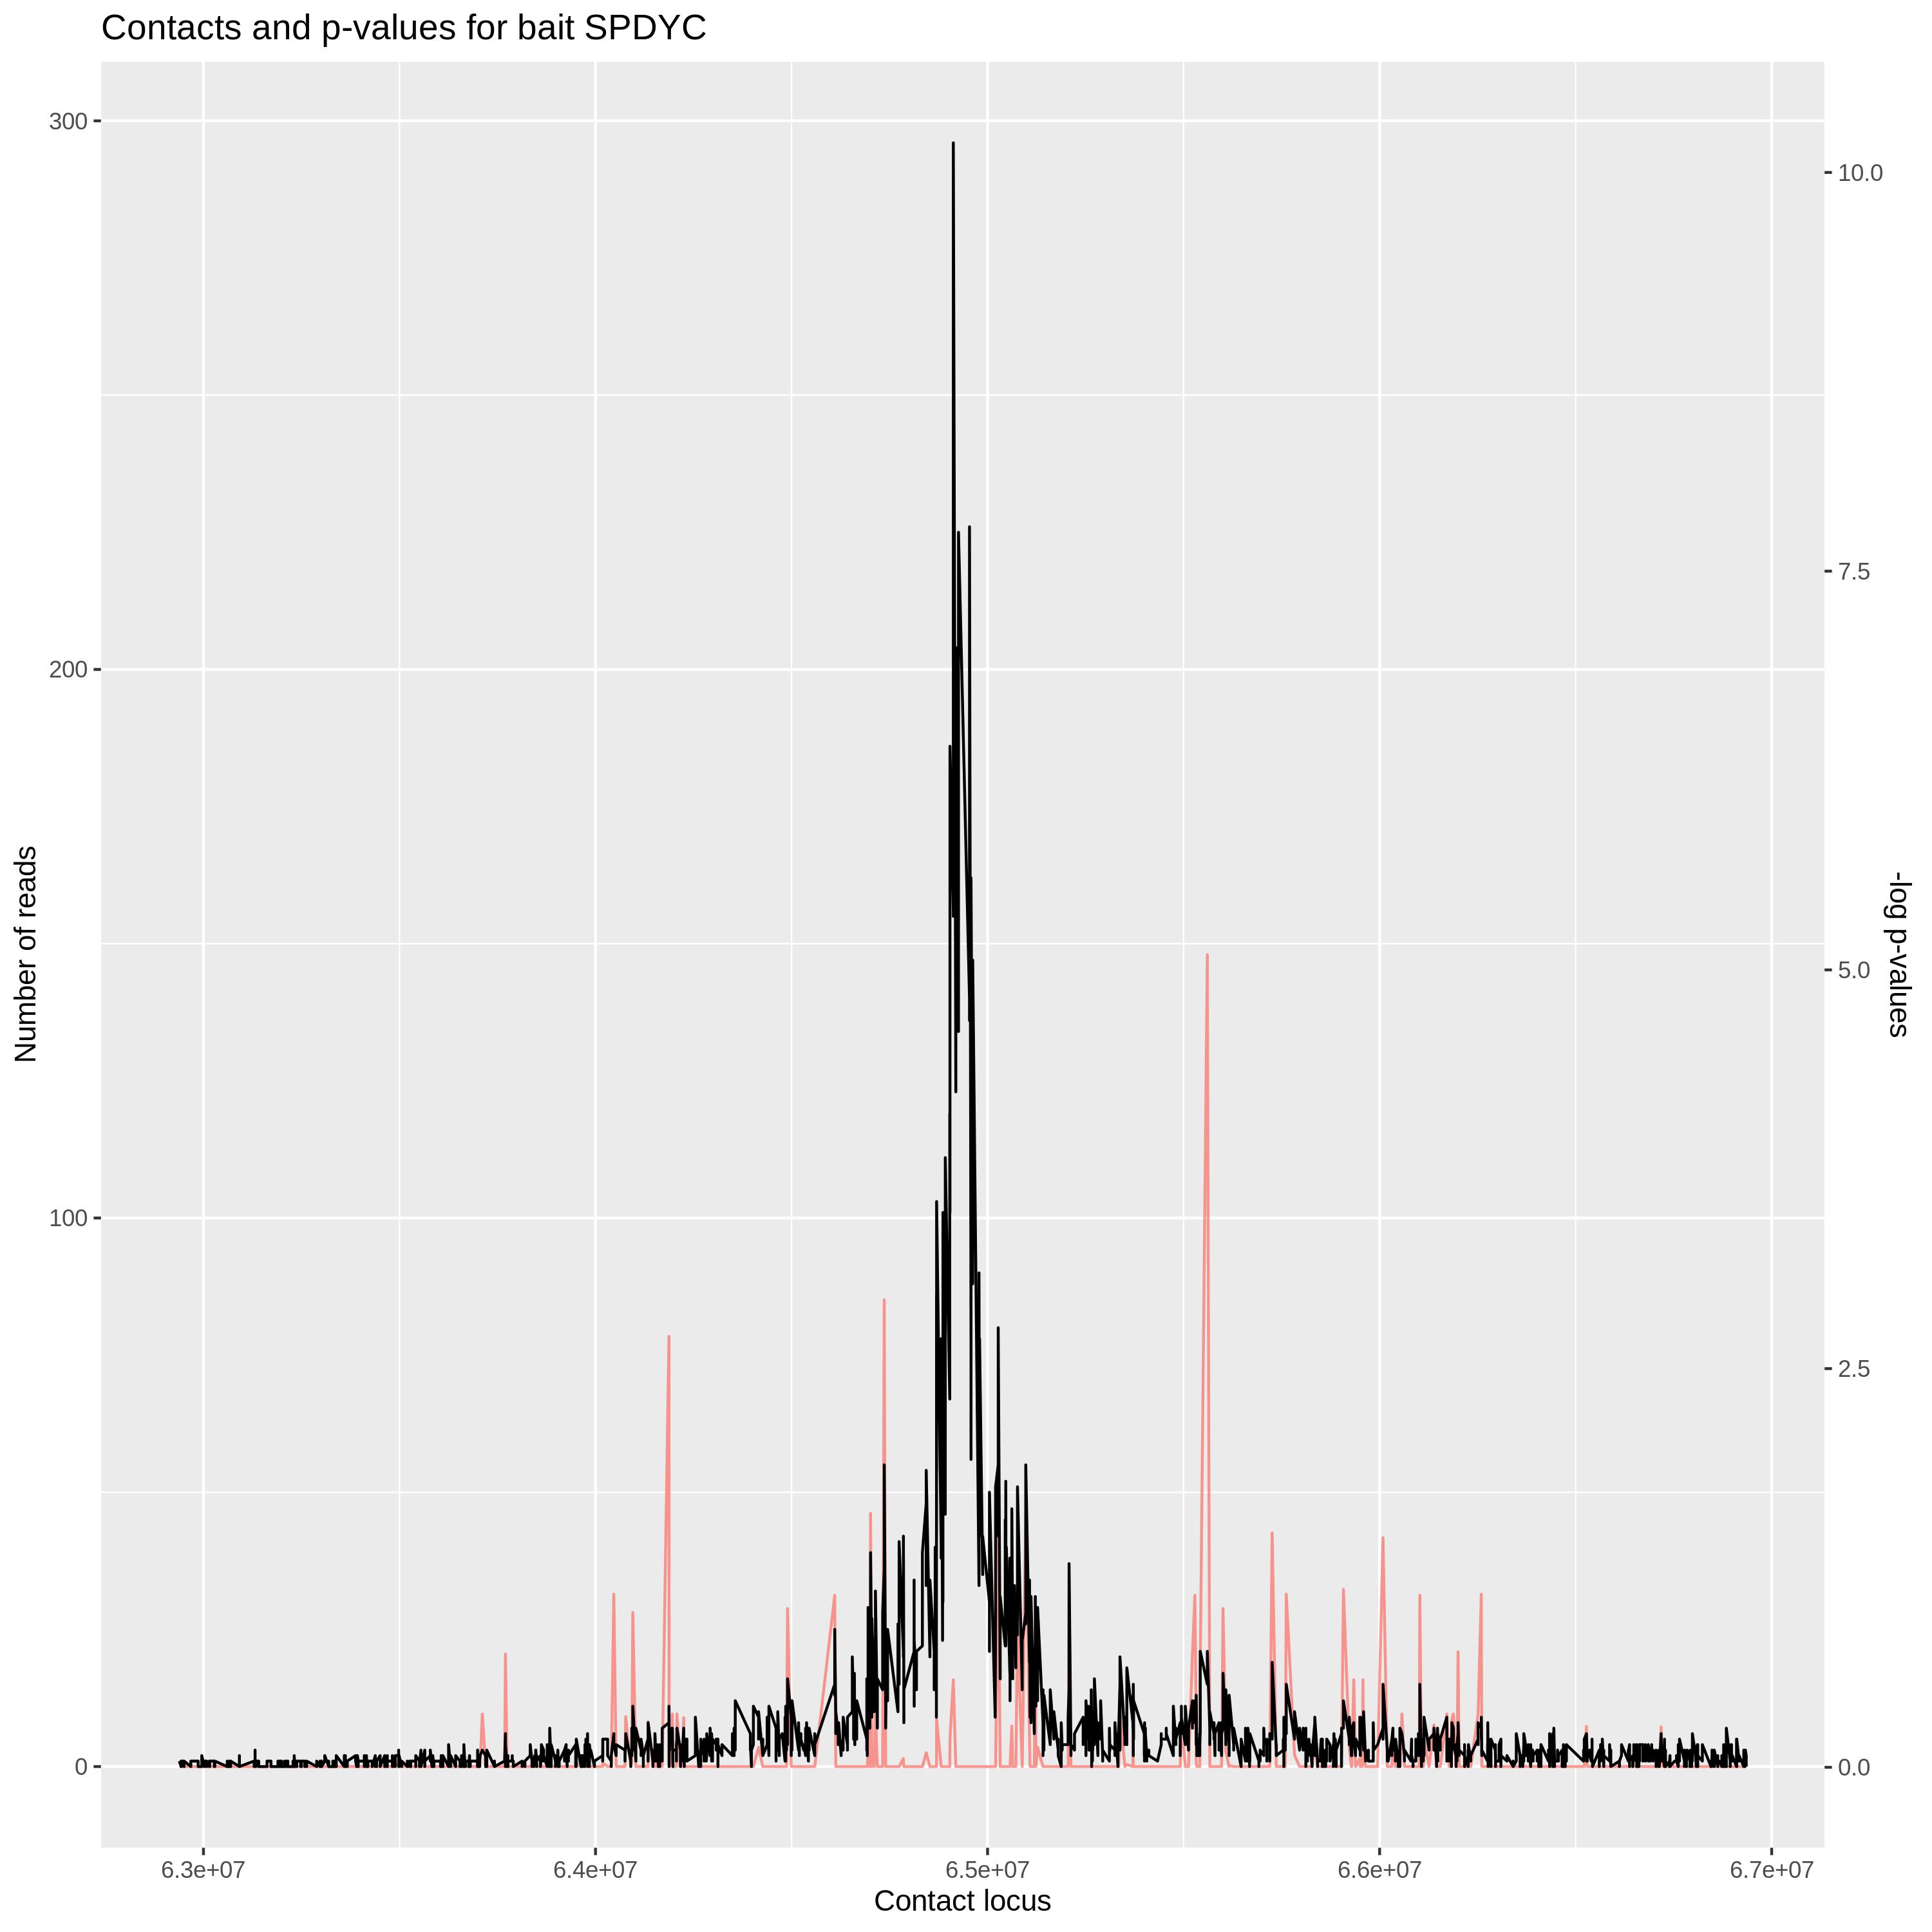 Contacts and p-values for bait SPDYC
300
200
100
0
Number of reads
10.0
7.5
5.0
2.5
0.0
-log p-values
6.3e+07
6.4e+07
6.5e+07
6.6e+07
6.7e+07
Contact locus